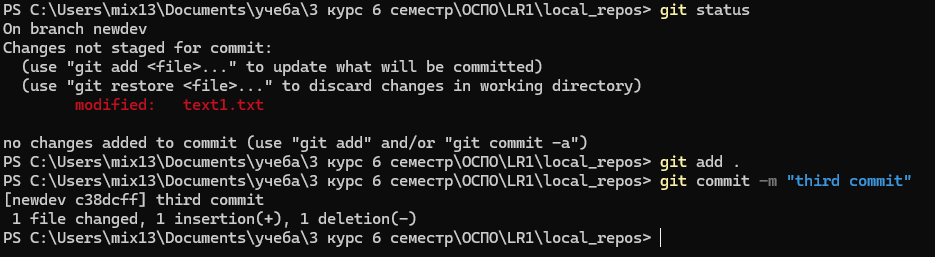 PS C:\Users\mix13\Documents\учеба\3 курс 6 семестр\ОСПО\LR1\local_repos> git status
On branch newdev
Changes not staged for commit:
  (use "git add <file>..." to update what will be committed)
  (use "git restore <file>..." to discard changes in working directory)
        modified:   text1.txt

no changes added to commit (use "git add" and/or "git commit -a")
PS C:\Users\mix13\Documents\учеба\3 курс 6 семестр\ОСПО\LR1\local_repos> git add .
PS C:\Users\mix13\Documents\учеба\3 курс 6 семестр\ОСПО\LR1\local_repos> git commit -m "third commit"
[newdev c38dcff] third commit
 1 file changed, 1 insertion(+), 1 deletion(-)
PS C:\Users\mix13\Documents\учеба\3 курс 6 семестр\ОСПО\LR1\local_repos>